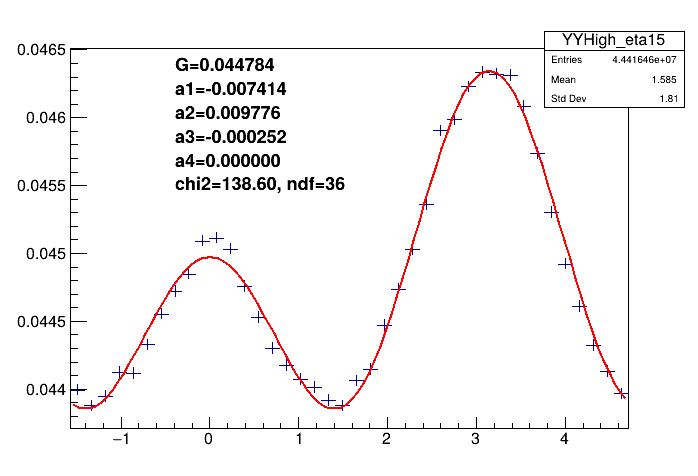 YYHigh_eta15
Entries 4.441646e+07
Mean 1.585
Std Dev 1.81
G=0.044784
a1=-0.007414
a2=0.009776
a3=-0.000252
a4=0.000000
chi2=138.60, ndf=36
0.0465
0.046
0.0455
0.045
0.0445
0.044
−1 0 1 2 3 4